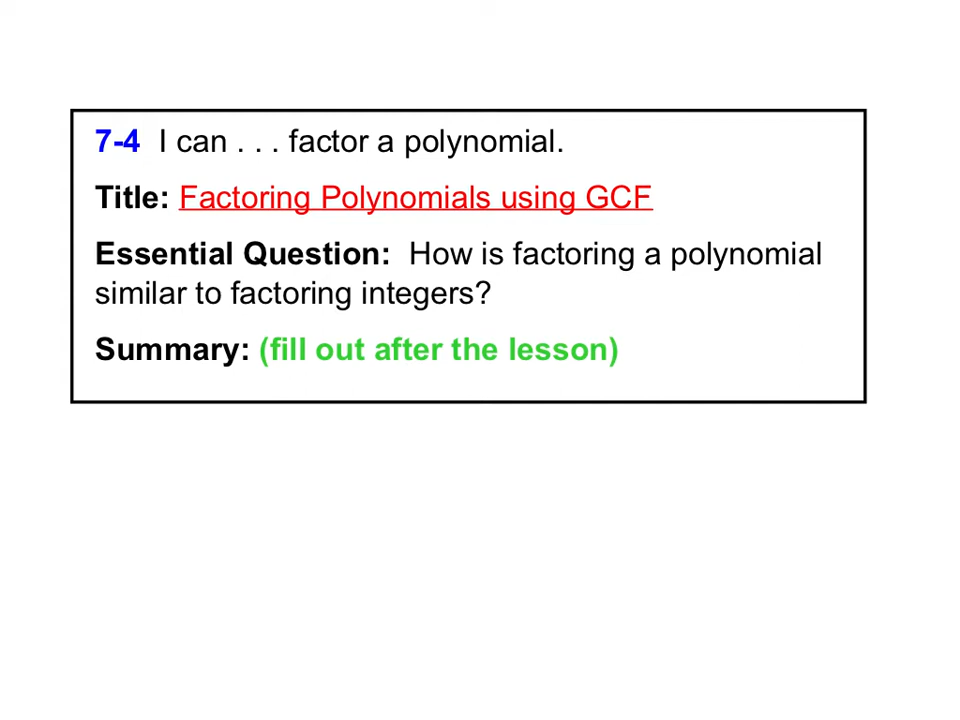 7-4 I can . . . factor a polynomial.
Title: Factoring Polynomials using GCF
Essential Question: How is factoring a polynomial
similar to factoring integers?
Summary: (fill out after the lesson)